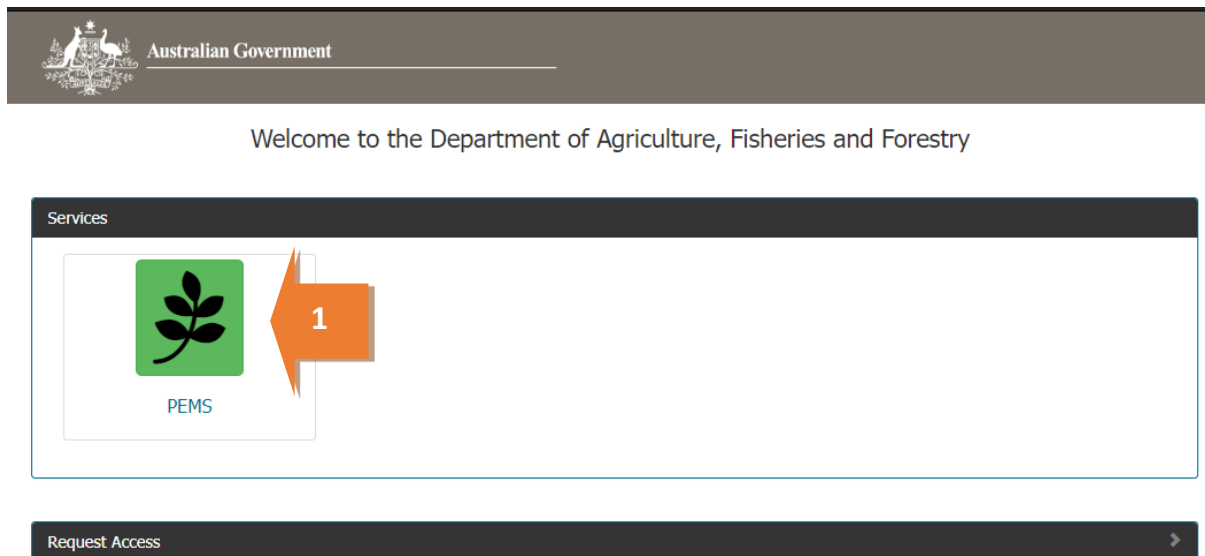 Australian Government
Welcome to the Department of Agriculture, Fisheries and Forestry
Services
1
PEMS
Request Access